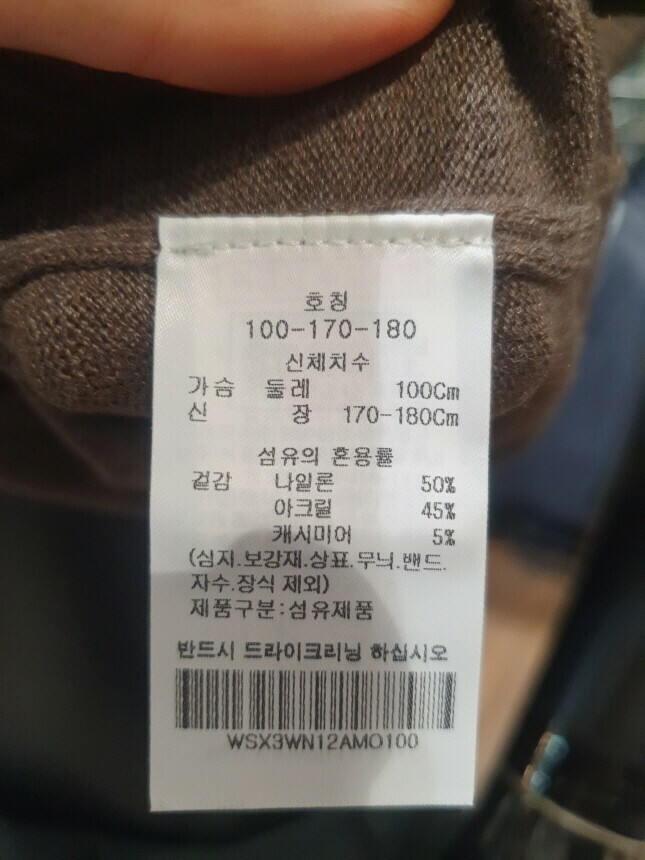 호칭
100-170-180
신체치수
가슴 둘레 100Cm
신 장 170-180Cm
섬유의 혼용률
겉감 나일론 50%
아크릴 45%
캐시미어 5%
(심지.보강재.상표.무늬.밴드.
자수.장식 제외)
제품구분:섬유제품
반드시 드라이크리닝 하십시오
WSX3WN12AMO100